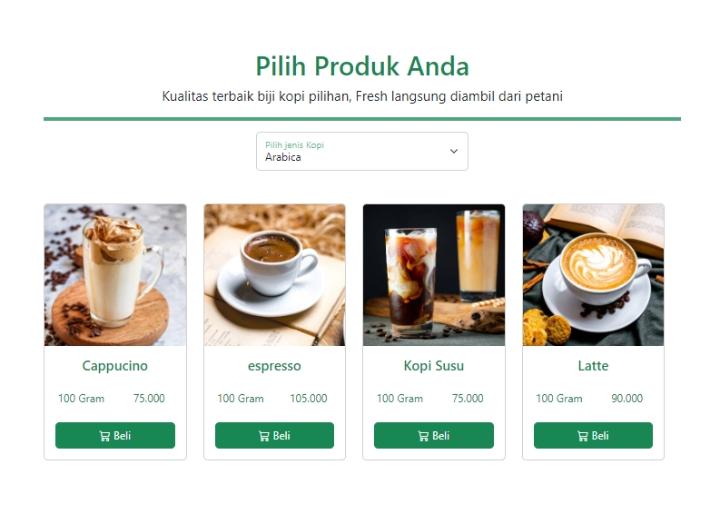 Pilih Produk Anda
Kualitas terbaik biji kopi pilihan, Fresh langsung diambil dari petani
Pilih jenis Kopi
Arabica
Cappucino
100 Gram 75.000
Beli
espresso
100 Gram 105.000
Beli
Kopi Susu
100 Gram 75.000
Beli
Latte
100 Gram 90.000
Beli